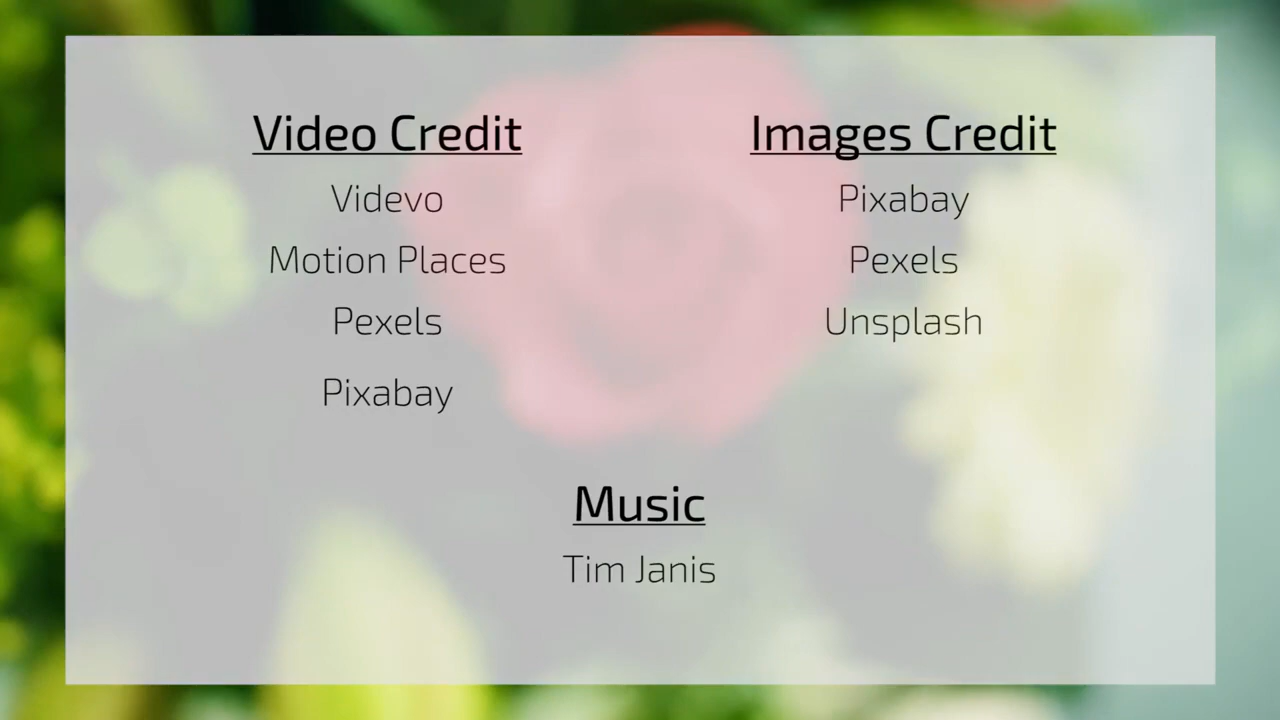 Video Credit
Videvo
Motion Places
Pexels
Pixabay
Images Credit
Pixabay
Pexels
Unsplash
Music
Tim Janis